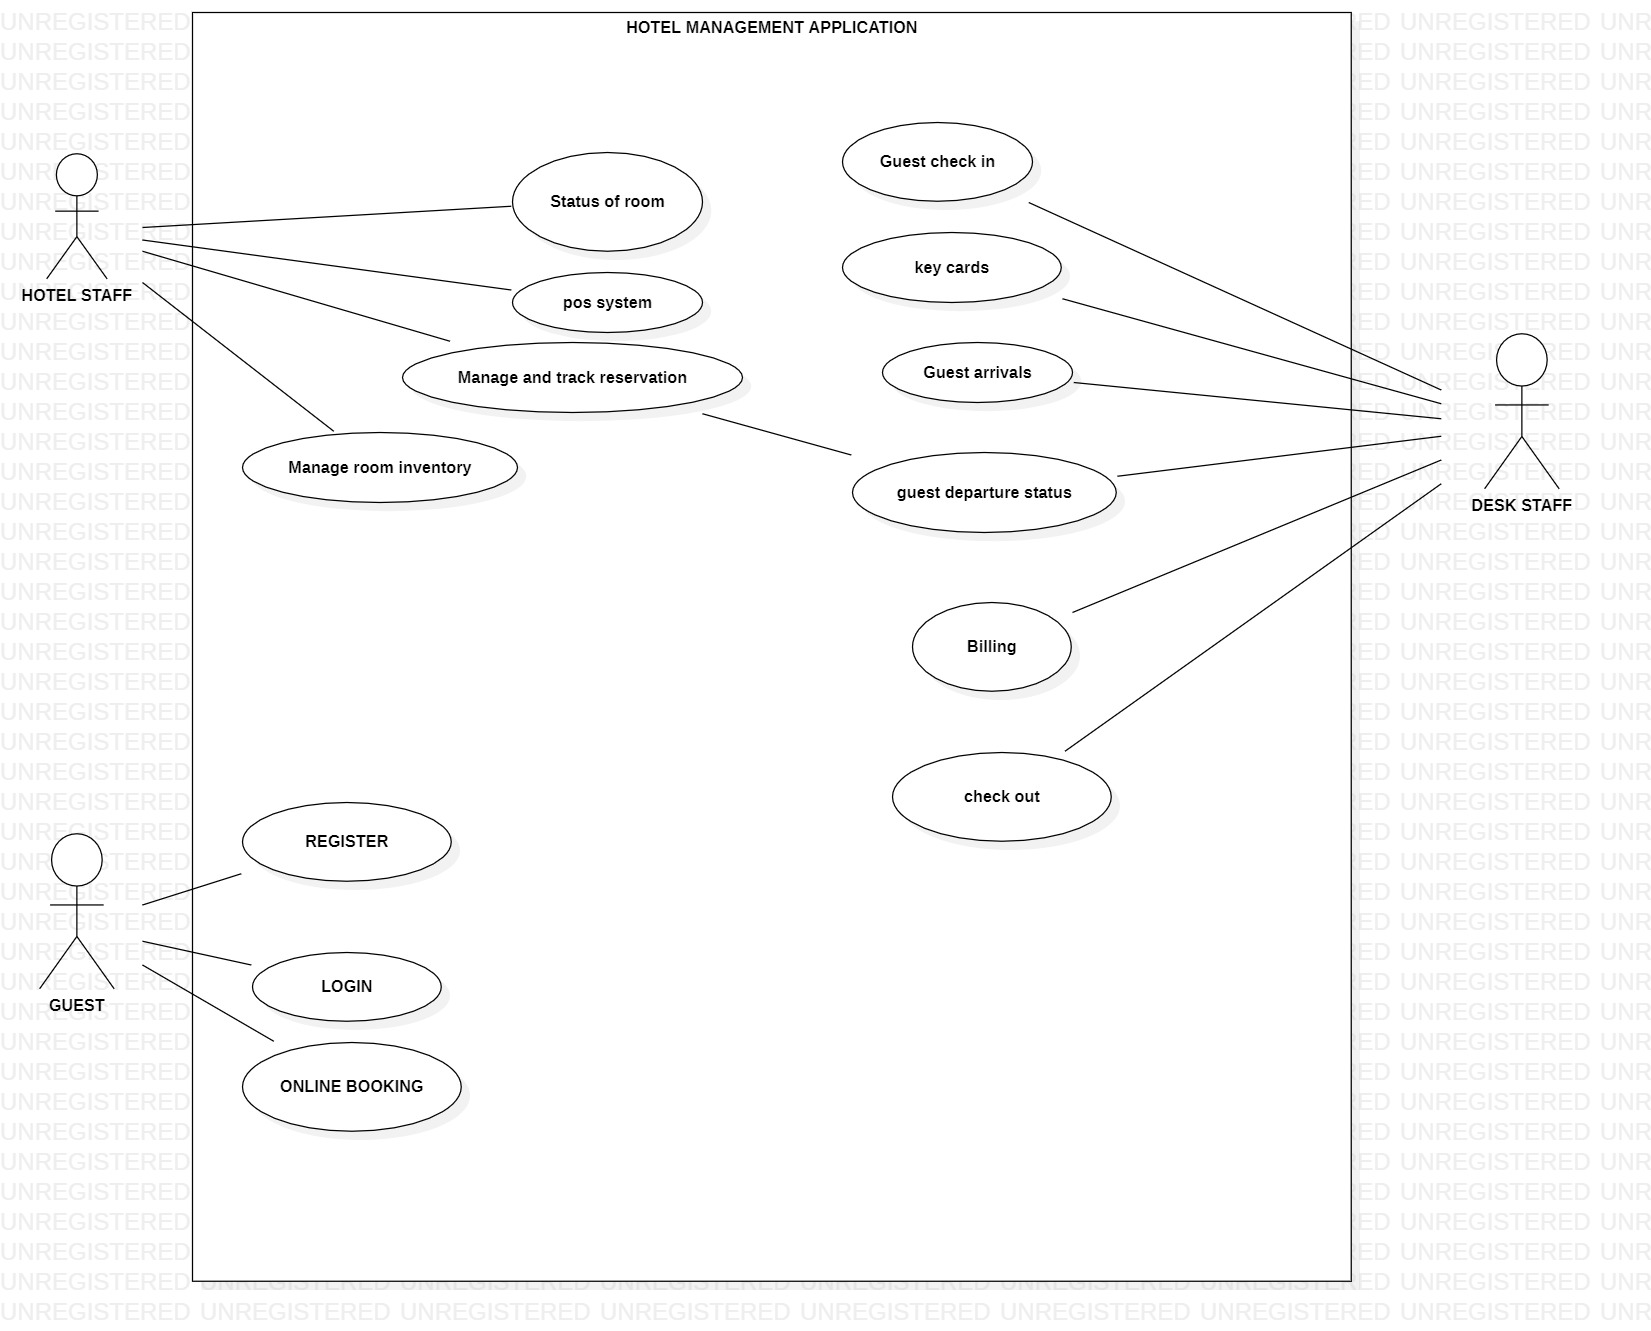 HOTEL MANAGEMENT APPLICATION
Guest check in
Status of room
key cards
HOTEL STAFF
pos system
Guest arrivals
Manage and track reservation
Manage room inventory
guest departure status
DESK STAFF
Billing
check out
REGISTER
LOGIN
GUEST
ONLINE BOOKING
UNREGISTERED UNREGISTERED UNREGISTERED UNREGISTERED UNREGISTERED UNREGISTERED UNREGISTERED UNREGISTERED